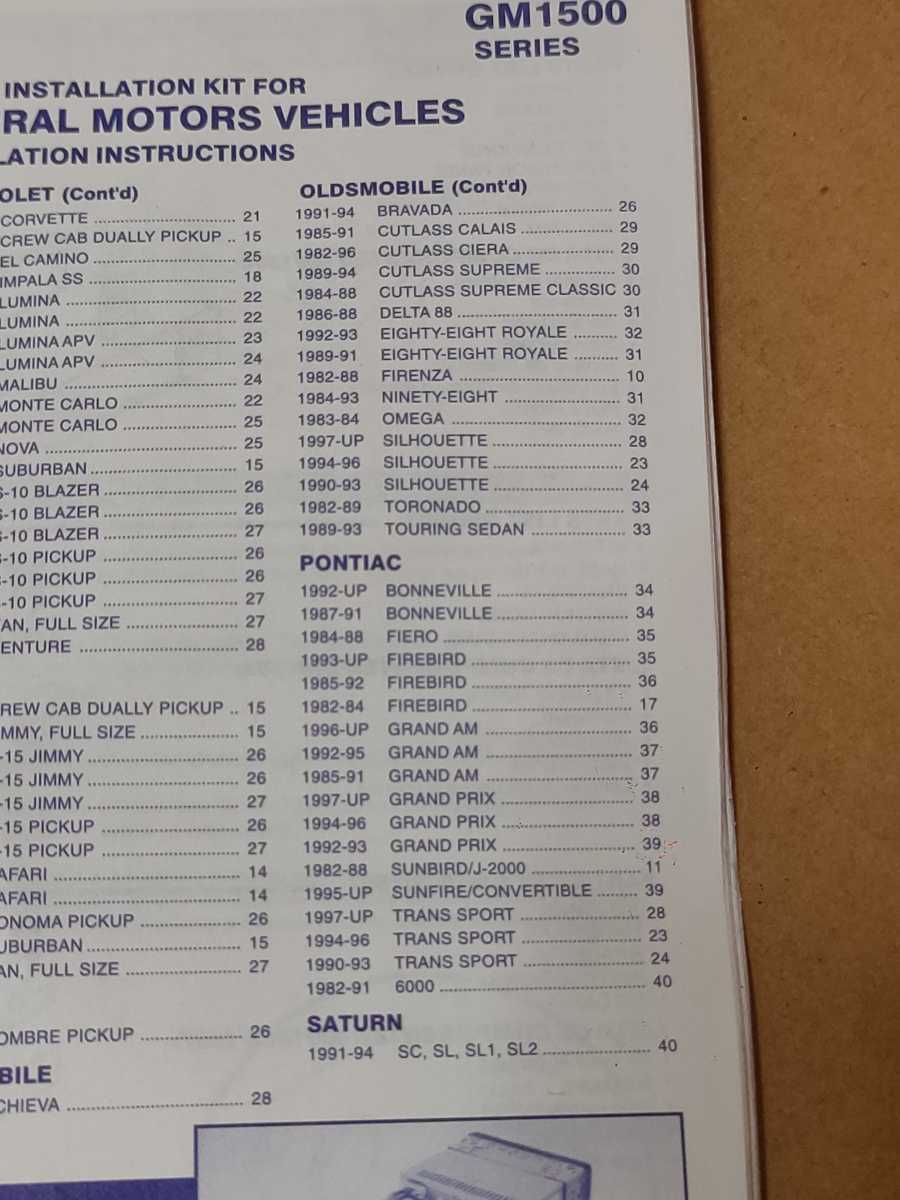 GM1500
SERIES
INSTALLATION KIT FOR
RAL MOTORS VEHICLES
LATION INSTRUCTIONS
OLET (Cont'd)
CORVETTE 21
CREW CAB DUALLY PICKUP .. 15
EL CAMINO 25
IMPALA SS 18
LUMINA 22
LUMINA 22
LUMINA APV 23
LUMINA APV 24
MALIBU 24
MONTE CARLO 22
MONTE CARLO 25
NOVA 25
SUBURBAN 15
S-10 BLAZER 26
S-10 BLAZER 26
S-10 BLAZER 27
S-10 PICKUP 26
S-10 PICKUP 26
-10 PICKUP 27
AN, FULL SIZE 27
ENTURE 28
REW CAB DUALLY PICKUP .. 15
MMY, FULL SIZE 15
-15 JIMMY 26
-15 JIMMY 26
-15 JIMMY 27
-15 PICKUP 26
-15 PICKUP 27
AFARI 14
AFARI 14
ONOMA PICKUP 26
UBURBAN 15
AN, FULL SIZE 27
OMBRE PICKUP 26
BILE
CHIEVA 28
OLDSMOBILE (Cont'd)
1991-94 BRAVADA 26
1985-91 CUTLASS CALAIS 29
1982-96 CUTLASS CIERA 29
1989-94 CUTLASS SUPREME 30
1984-88 CUTLASS SUPREME CLASSIC 30
1986-88 DELTA 88 31
1992-93 EIGHTY-EIGHT ROYALE 32
1989-91 EIGHTY-EIGHT ROYALE 31
1982-88 FIRENZA 10
1984-93 NINETY-EIGHT 31
1983-84 OMEGA 32
1997-UP SILHOUETTE 28
1994-96 SILHOUETTE 23
1990-93 SILHOUETTE 24
1982-89 TORONADO 33
1989-93 TOURING SEDAN 33
PONTIAC
1992-UP BONNEVILLE 34
1987-91 BONNEVILLE 34
1984-88 FIERO 35
1993-UP FIREBIRD 35
1985-92 FIREBIRD 36
1982-84 FIREBIRD 17
1996-UP GRAND AM 36
1992-95 GRAND AM 37
1985-91 GRAND AM 37
1997-UP GRAND PRIX 38
1994-96 GRAND PRIX 38
1992-93 GRAND PRIX 39
1982-88 SUNBIRD/J-2000 11
1995-UP SUNFIRE/CONVERTIBLE 39
1997-UP TRANS SPORT 28
1994-96 TRANS SPORT 23
1990-93 TRANS SPORT 24
1982-91 6000 40
SATURN
1991-94 SC, SL, SL1, SL2 40